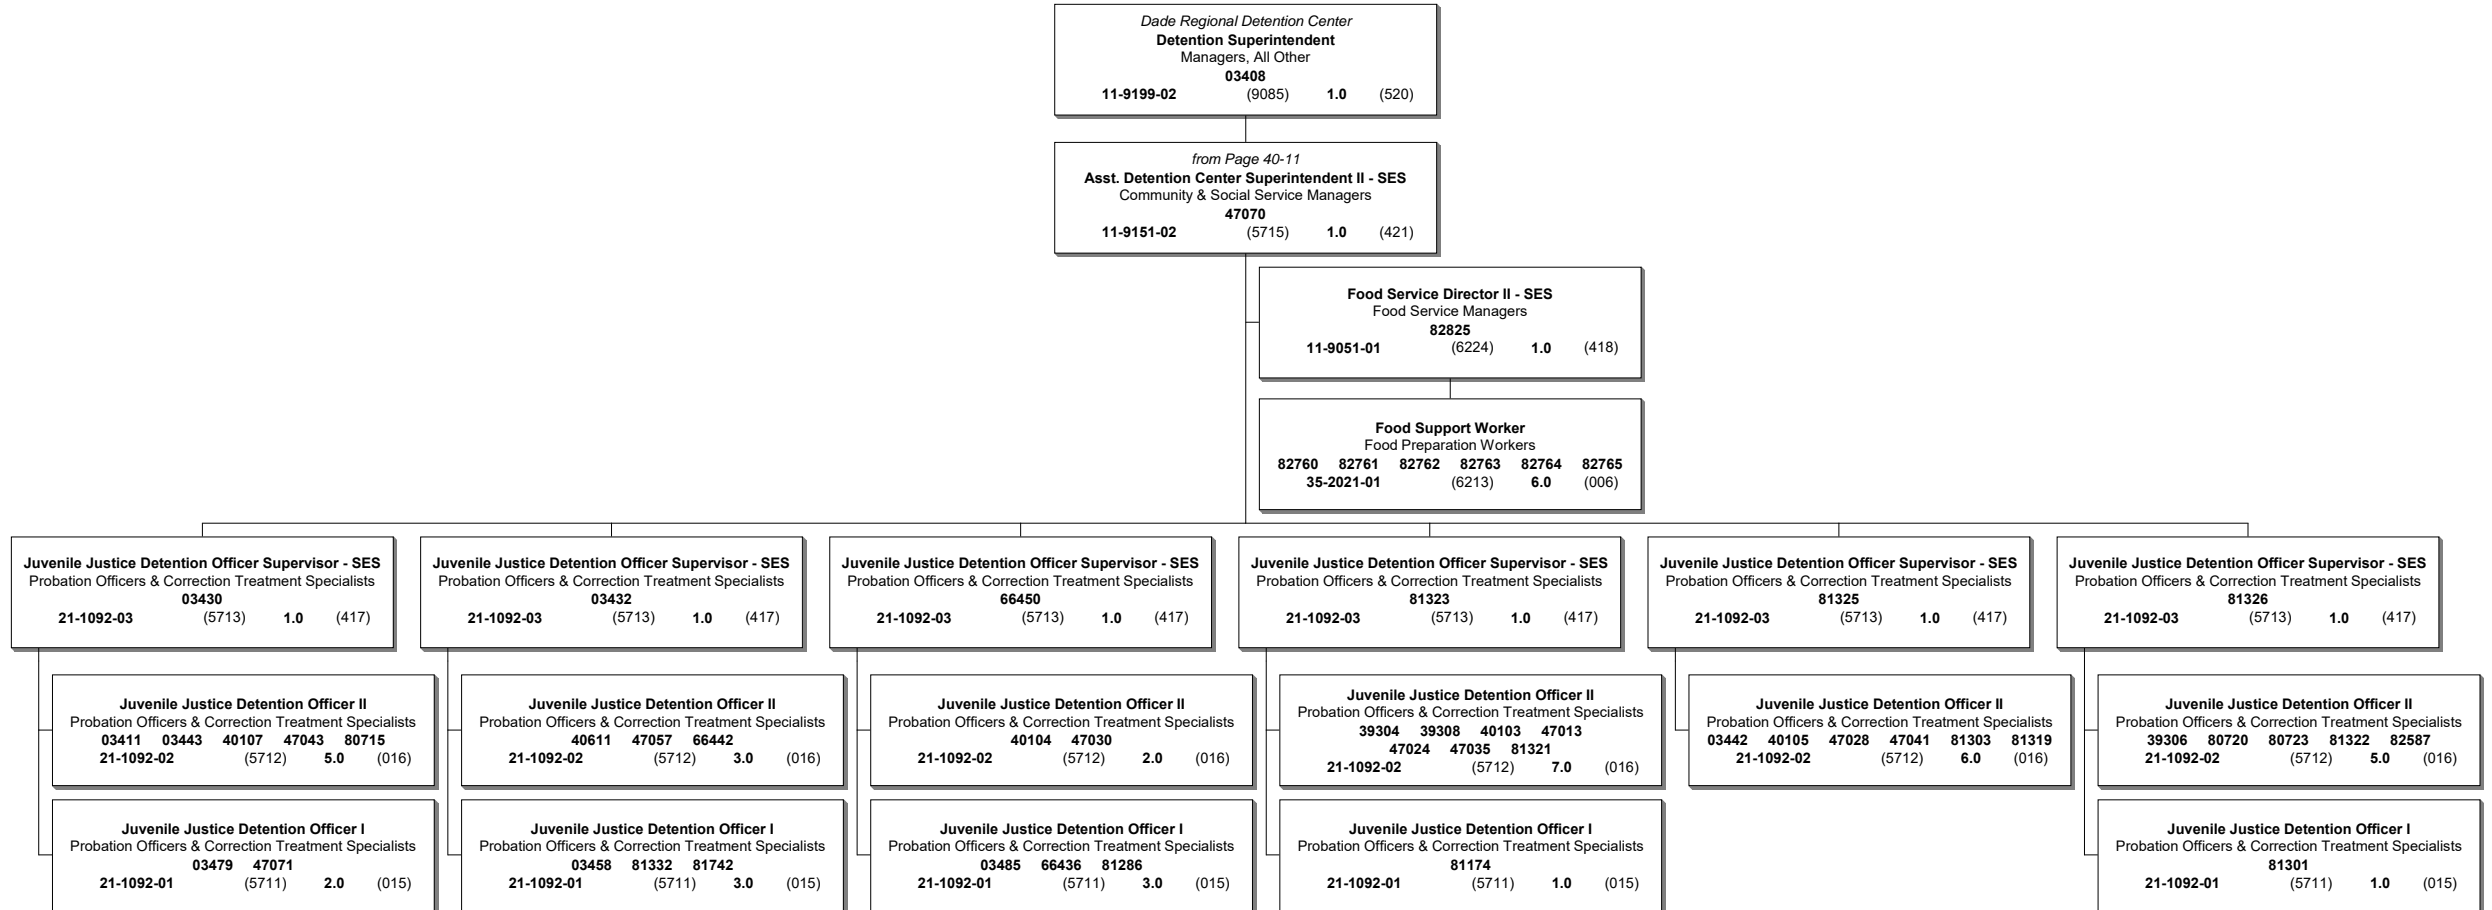 Dade Regional Detention Center
Detention Superintendent
Managers, All Other
03408
11-9199-02 (9085) 1.0 (520)
from Page 40-11
Asst. Detention Center Superintendent II - SES
Community & Social Service Managers
47070
11-9151-02 (5715) 1.0 (421)
Food Service Director II - SES
Food Service Managers
82825
11-9051-01 (6224) 1.0 (418)
Food Support Worker
Food Preparation Workers
82760 82761 82762 82763 82764 82765
35-2021-01 (6213) 6.0 (006)
Juvenile Justice Detention Officer Supervisor - SES
Probation Officers & Correction Treatment Specialists
03430
21-1092-03 (5713) 1.0 (417)
Juvenile Justice Detention Officer II
Probation Officers & Correction Treatment Specialists
03411 03443 40107 47043 80715
21-1092-02 (5712) 5.0 (016)
Juvenile Justice Detention Officer I
Probation Officers & Correction Treatment Specialists
03479 47071
21-1092-01 (5711) 2.0 (015)
Juvenile Justice Detention Officer Supervisor - SES
Probation Officers & Correction Treatment Specialists
03432
21-1092-03 (5713) 1.0 (417)
Juvenile Justice Detention Officer II
Probation Officers & Correction Treatment Specialists
40611 47057 66442
21-1092-02 (5712) 3.0 (016)
Juvenile Justice Detention Officer I
Probation Officers & Correction Treatment Specialists
03458 81332 81742
21-1092-01 (5711) 3.0 (015)
Juvenile Justice Detention Officer Supervisor - SES
Probation Officers & Correction Treatment Specialists
66450
21-1092-03 (5713) 1.0 (417)
Juvenile Justice Detention Officer II
Probation Officers & Correction Treatment Specialists
40104 47030
21-1092-02 (5712) 2.0 (016)
Juvenile Justice Detention Officer I
Probation Officers & Correction Treatment Specialists
03485 66436 81286
21-1092-01 (5711) 3.0 (015)
Juvenile Justice Detention Officer Supervisor - SES
Probation Officers & Correction Treatment Specialists
81323
21-1092-03 (5713) 1.0 (417)
Juvenile Justice Detention Officer II
Probation Officers & Correction Treatment Specialists
39304 39308 40103 47013
47024 47035 81321
21-1092-02 (5712) 7.0 (016)
Juvenile Justice Detention Officer I
Probation Officers & Correction Treatment Specialists
81174
21-1092-01 (5711) 1.0 (015)
Juvenile Justice Detention Officer Supervisor - SES
Probation Officers & Correction Treatment Specialists
81325
21-1092-03 (5713) 1.0 (417)
Juvenile Justice Detention Officer II
Probation Officers & Correction Treatment Specialists
03442 40105 47028 47041 81303 81319
21-1092-02 (5712) 6.0 (016)
Juvenile Justice Detention Officer Supervisor - SES
Probation Officers & Correction Treatment Specialists
81326
21-1092-03 (5713) 1.0 (417)
Juvenile Justice Detention Officer II
Probation Officers & Correction Treatment Specialists
39306 80720 80723 81322 82587
21-1092-02 (5712) 5.0 (016)
Juvenile Justice Detention Officer I
Probation Officers & Correction Treatment Specialists
81301
21-1092-01 (5711) 1.0 (015)